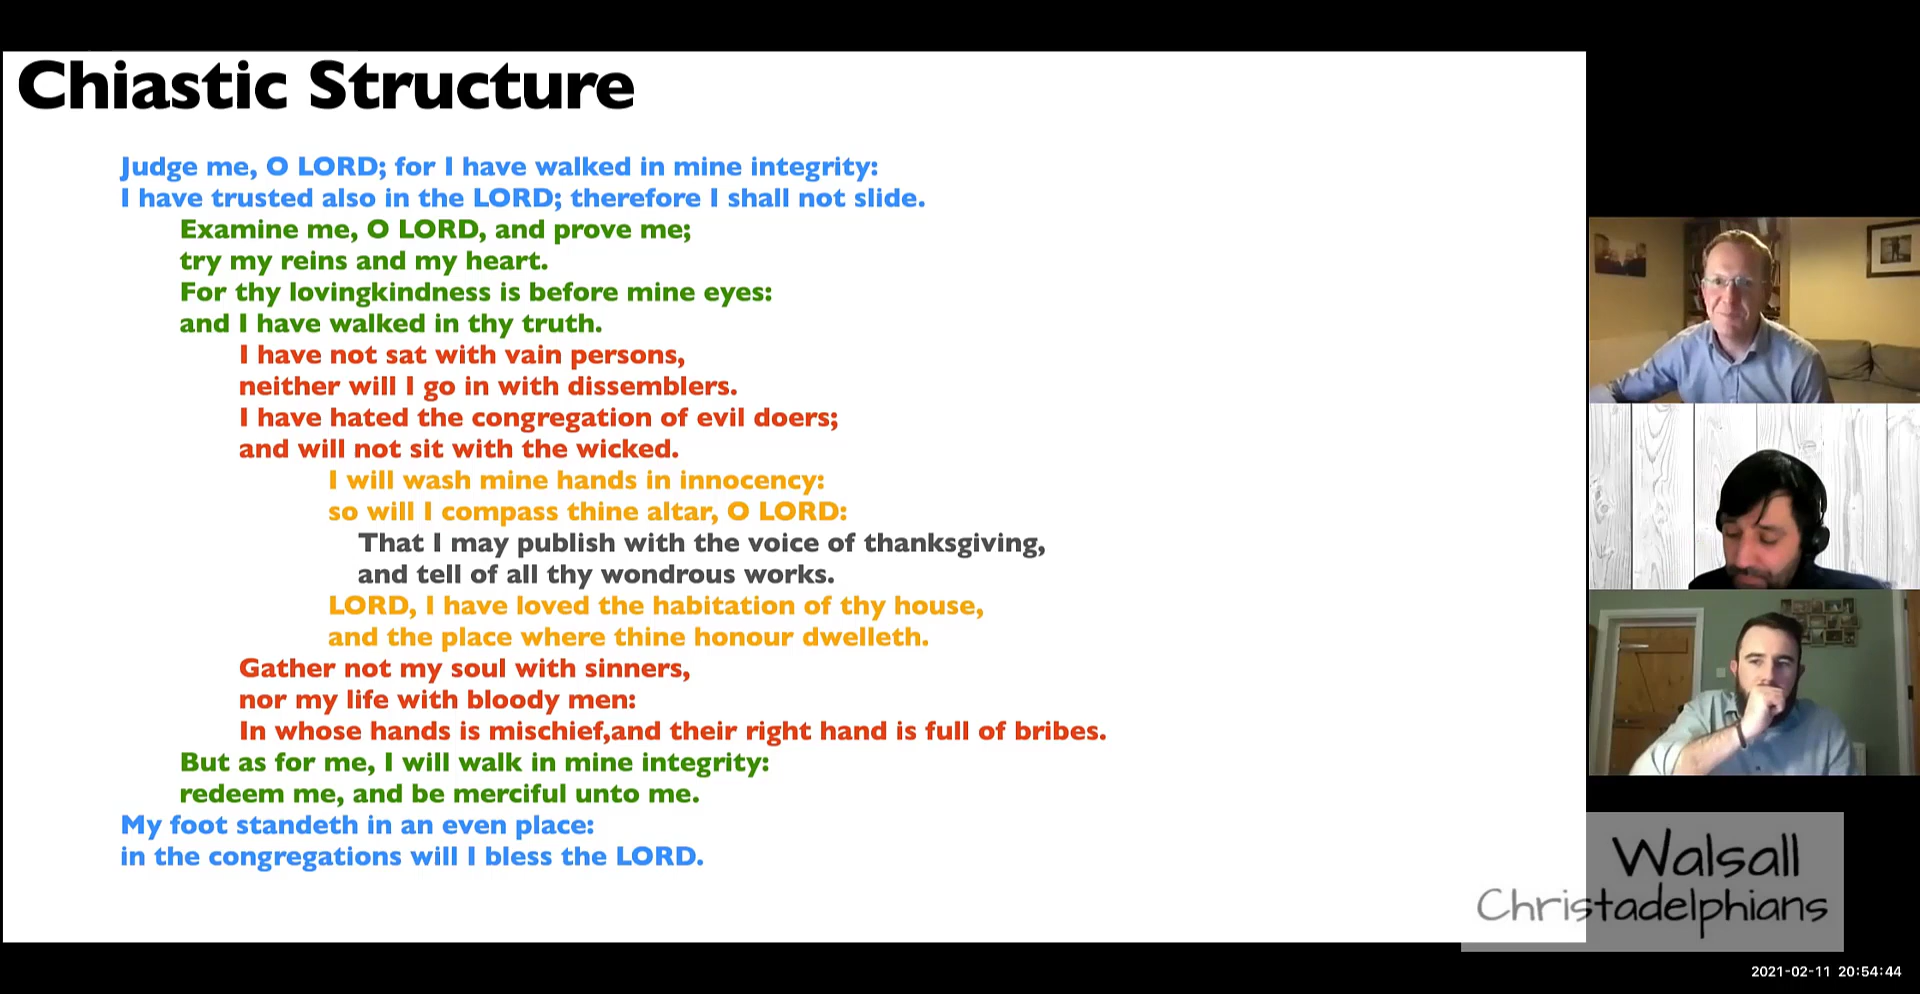 Chiastic Structure
Judge me, O LORD; for I have walked in mine integrity:
I have trusted also in the LORD; therefore I shall not slide.
Examine me, O LORD, and prove me;
try my reins and my heart.
For thy lovingkindness is before mine eyes:
and I have walked in thy truth.
I have not sat with vain persons,
neither will I go in with dissemblers.
I have hated the congregation of evil doers;
and will not sit with the wicked.
I will wash mine hands in innocency:
so will I compass thine altar, O LORD:
That I may publish with the voice of thanksgiving,
and tell of all thy wondrous works.
LORD, I have loved the habitation of thy house,
and the place where thine honour dwelleth.
Gather not my soul with sinners,
nor my life with bloody men:
In whose hands is mischief,and their right hand is full of bribes.
But as for me, I will walk in mine integrity:
redeem me, and be merciful unto me.
My foot standeth in an even place:
in the congregations will I bless the LORD.
Walsall
Christadelphians
2021-02-11 20:54:44